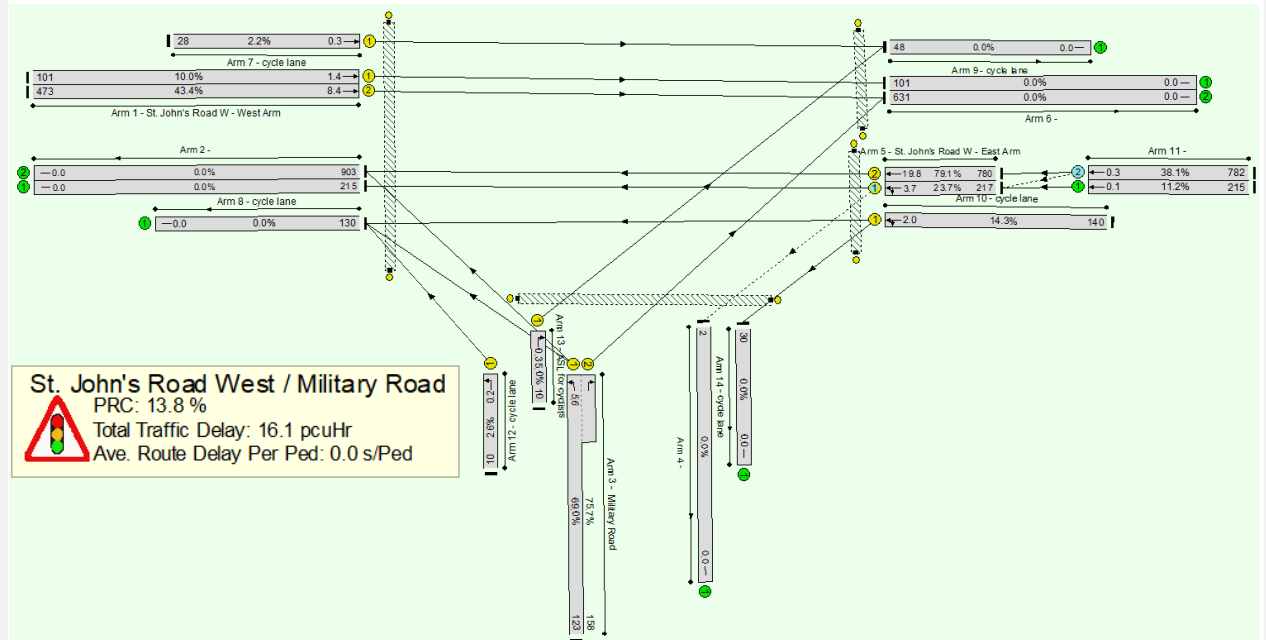 28 2.2% 0.3 1
Arm 7 - cycle lane
101 10.0% 1.4 1
473 43.4% 8.4 2
Arm 1 - St. John's Road W - West Arm
48 0.0% 0.0 1
Arm 9 - cycle lane
101 0.0% 0.0 1
631 0.0% 0.0 2
Arm 6 -
Arm 2 -
2 0.0 0.0% 903
1 0.0 0.0% 215
Arm 8 - cycle lane
1 0.0 0.0% 130
Arm 5 - St. John's Road W - East Arm
2 19.8 79.1% 780
1 3.7 23.7% 217
Arm 11 -
2 0.3 38.1% 782
1 0.1 11.2% 215
Arm 10 - cycle lane
1 2.0 14.3% 140
1
10 2.6% 0.2
Arm 12 - cycle lane
1
10 5.0% 0.3
Arm 13 - ASL for cyclists
1 2
5.6
69.0% 75.7%
123 158
Arm 3 - Military Road
2 0.0% 0.0
1
Arm 4 -
30 0.0% 0.0
1
Arm 14 - cycle lane
St. John's Road West / Military Road
PRC: 13.8 %
Total Traffic Delay: 16.1 pcuHr
Ave. Route Delay Per Ped: 0.0 s/Ped